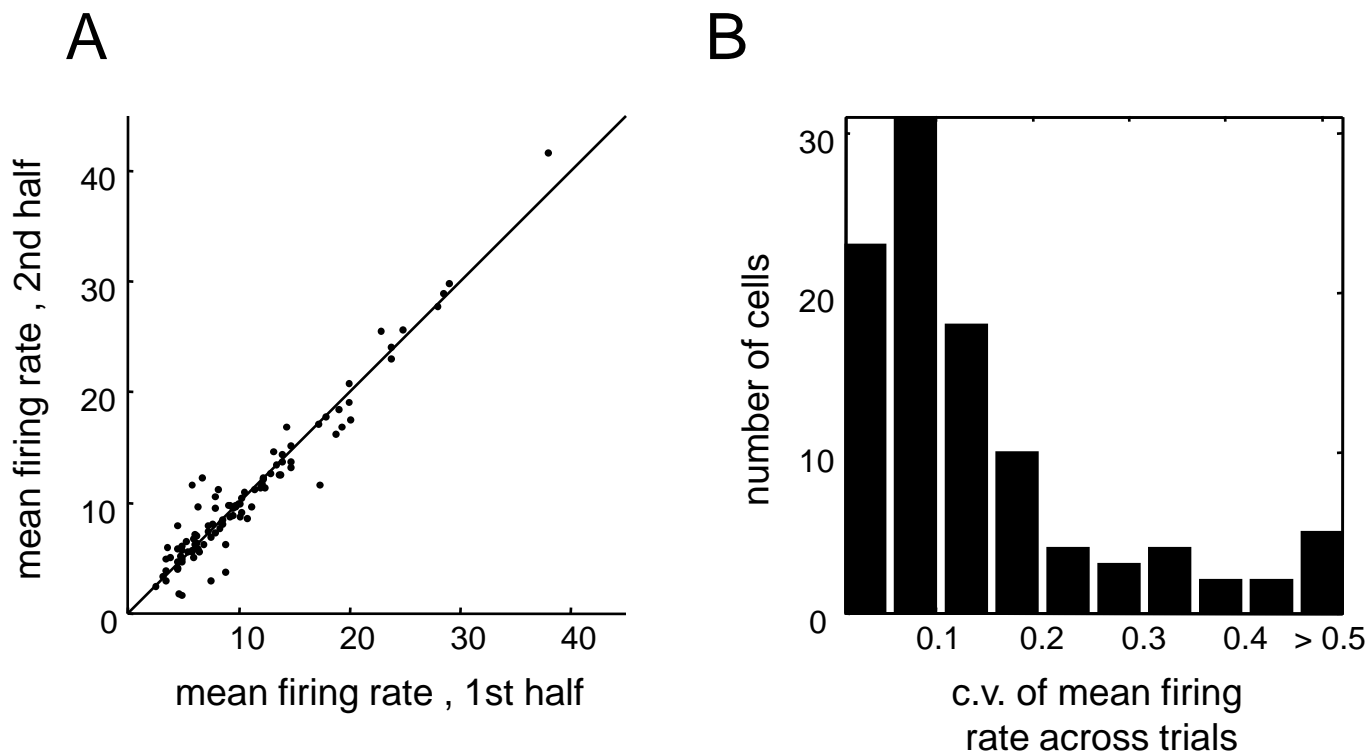 A
mean firing rate , 2nd half
40
30
20
10
0
10 20 30 40
mean firing rate , 1st half
B
number of cells
30
20
10
0
0.1 0.2 0.3 0.4 > 0.5
c.v. of mean firing
rate across trials